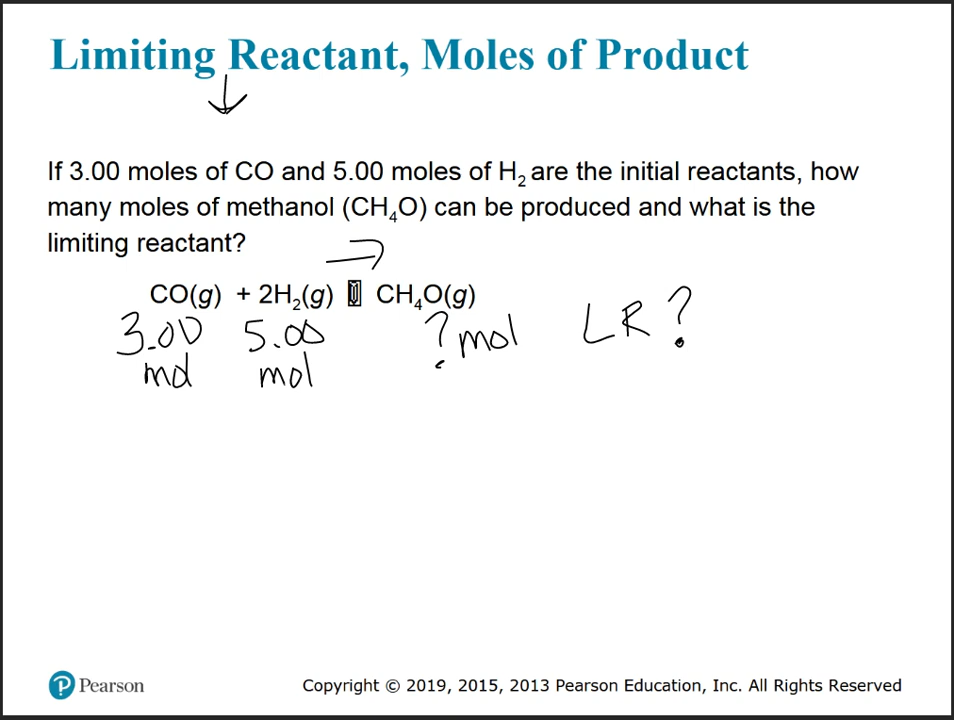 Limiting Reactant, Moles of Product
If 3.00 moles of CO and 5.00 moles of H₂ are the initial reactants, how
many moles of methanol (CH₄O) can be produced and what is the
limiting reactant?
CO(g) + 2H₂(g) → CH₄O(g)
3.00 5.00 ? mol LR?
mol mol
Pearson
Copyright © 2019, 2015, 2013 Pearson Education, Inc. All Rights Reserved